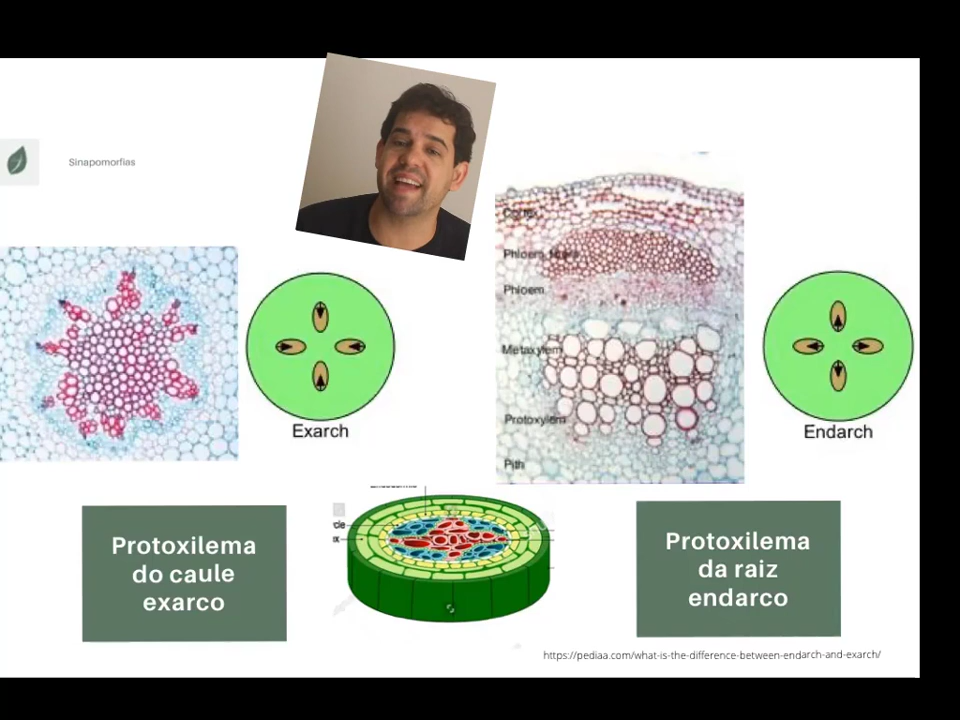 Sinapomorfias
Cortex
Phloem fibers
Phloem
Metaxylem
Protoxylem
Pith
Exarch
Endarch
Protoxilema
do caule
exarco
Protoxilema
da raiz
endarco
https://pediaa.com/what-is-the-difference-between-endarch-and-exarch/